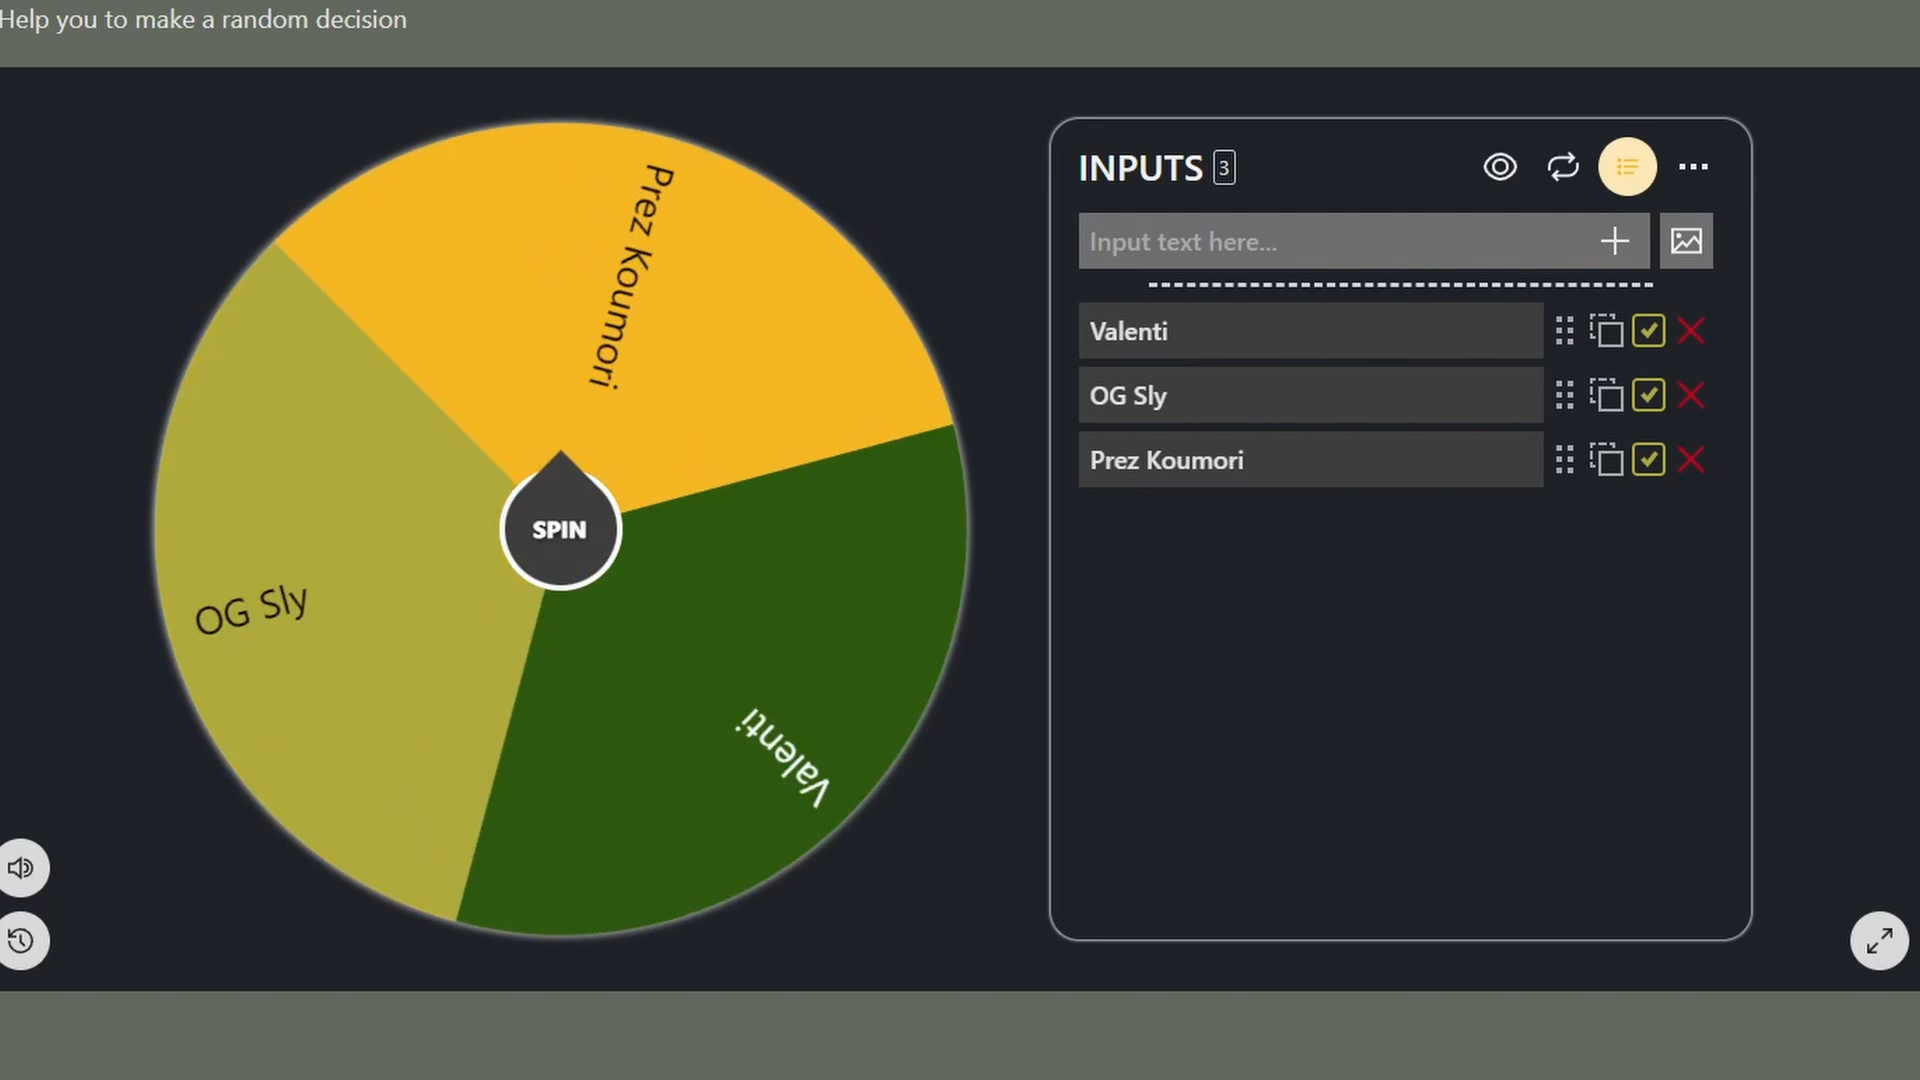 Help you to make a random decision
Prez Koumori
OG Sly
Valenti
SPIN
INPUTS 3
Input text here...
Valenti
OG Sly
Prez Koumori